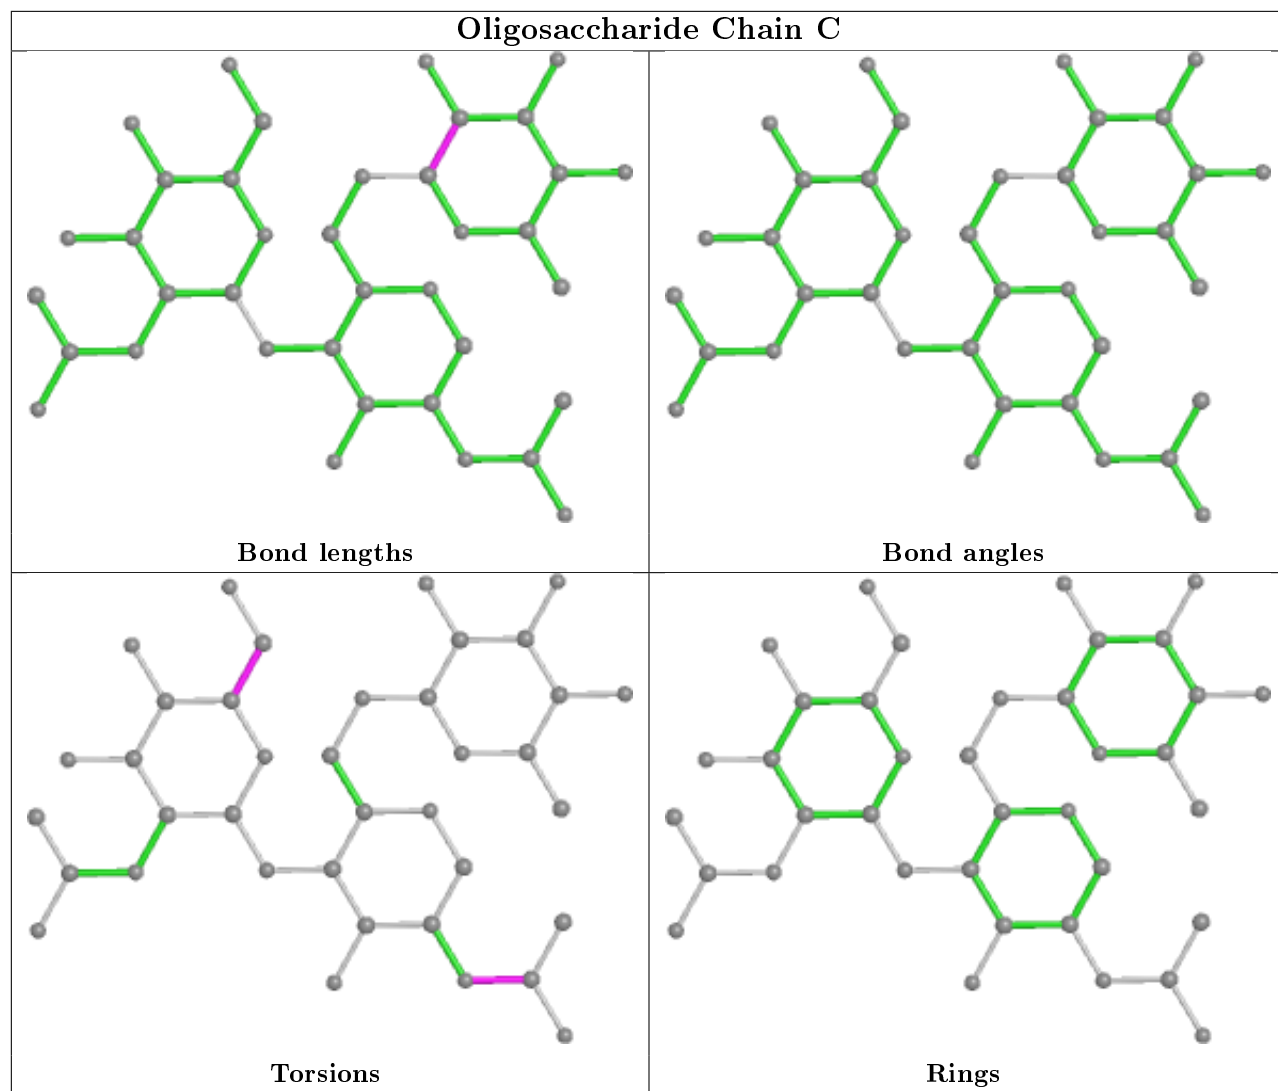 Oligosaccharide Chain C
Bond lengths
Bond angles
Torsions
Rings